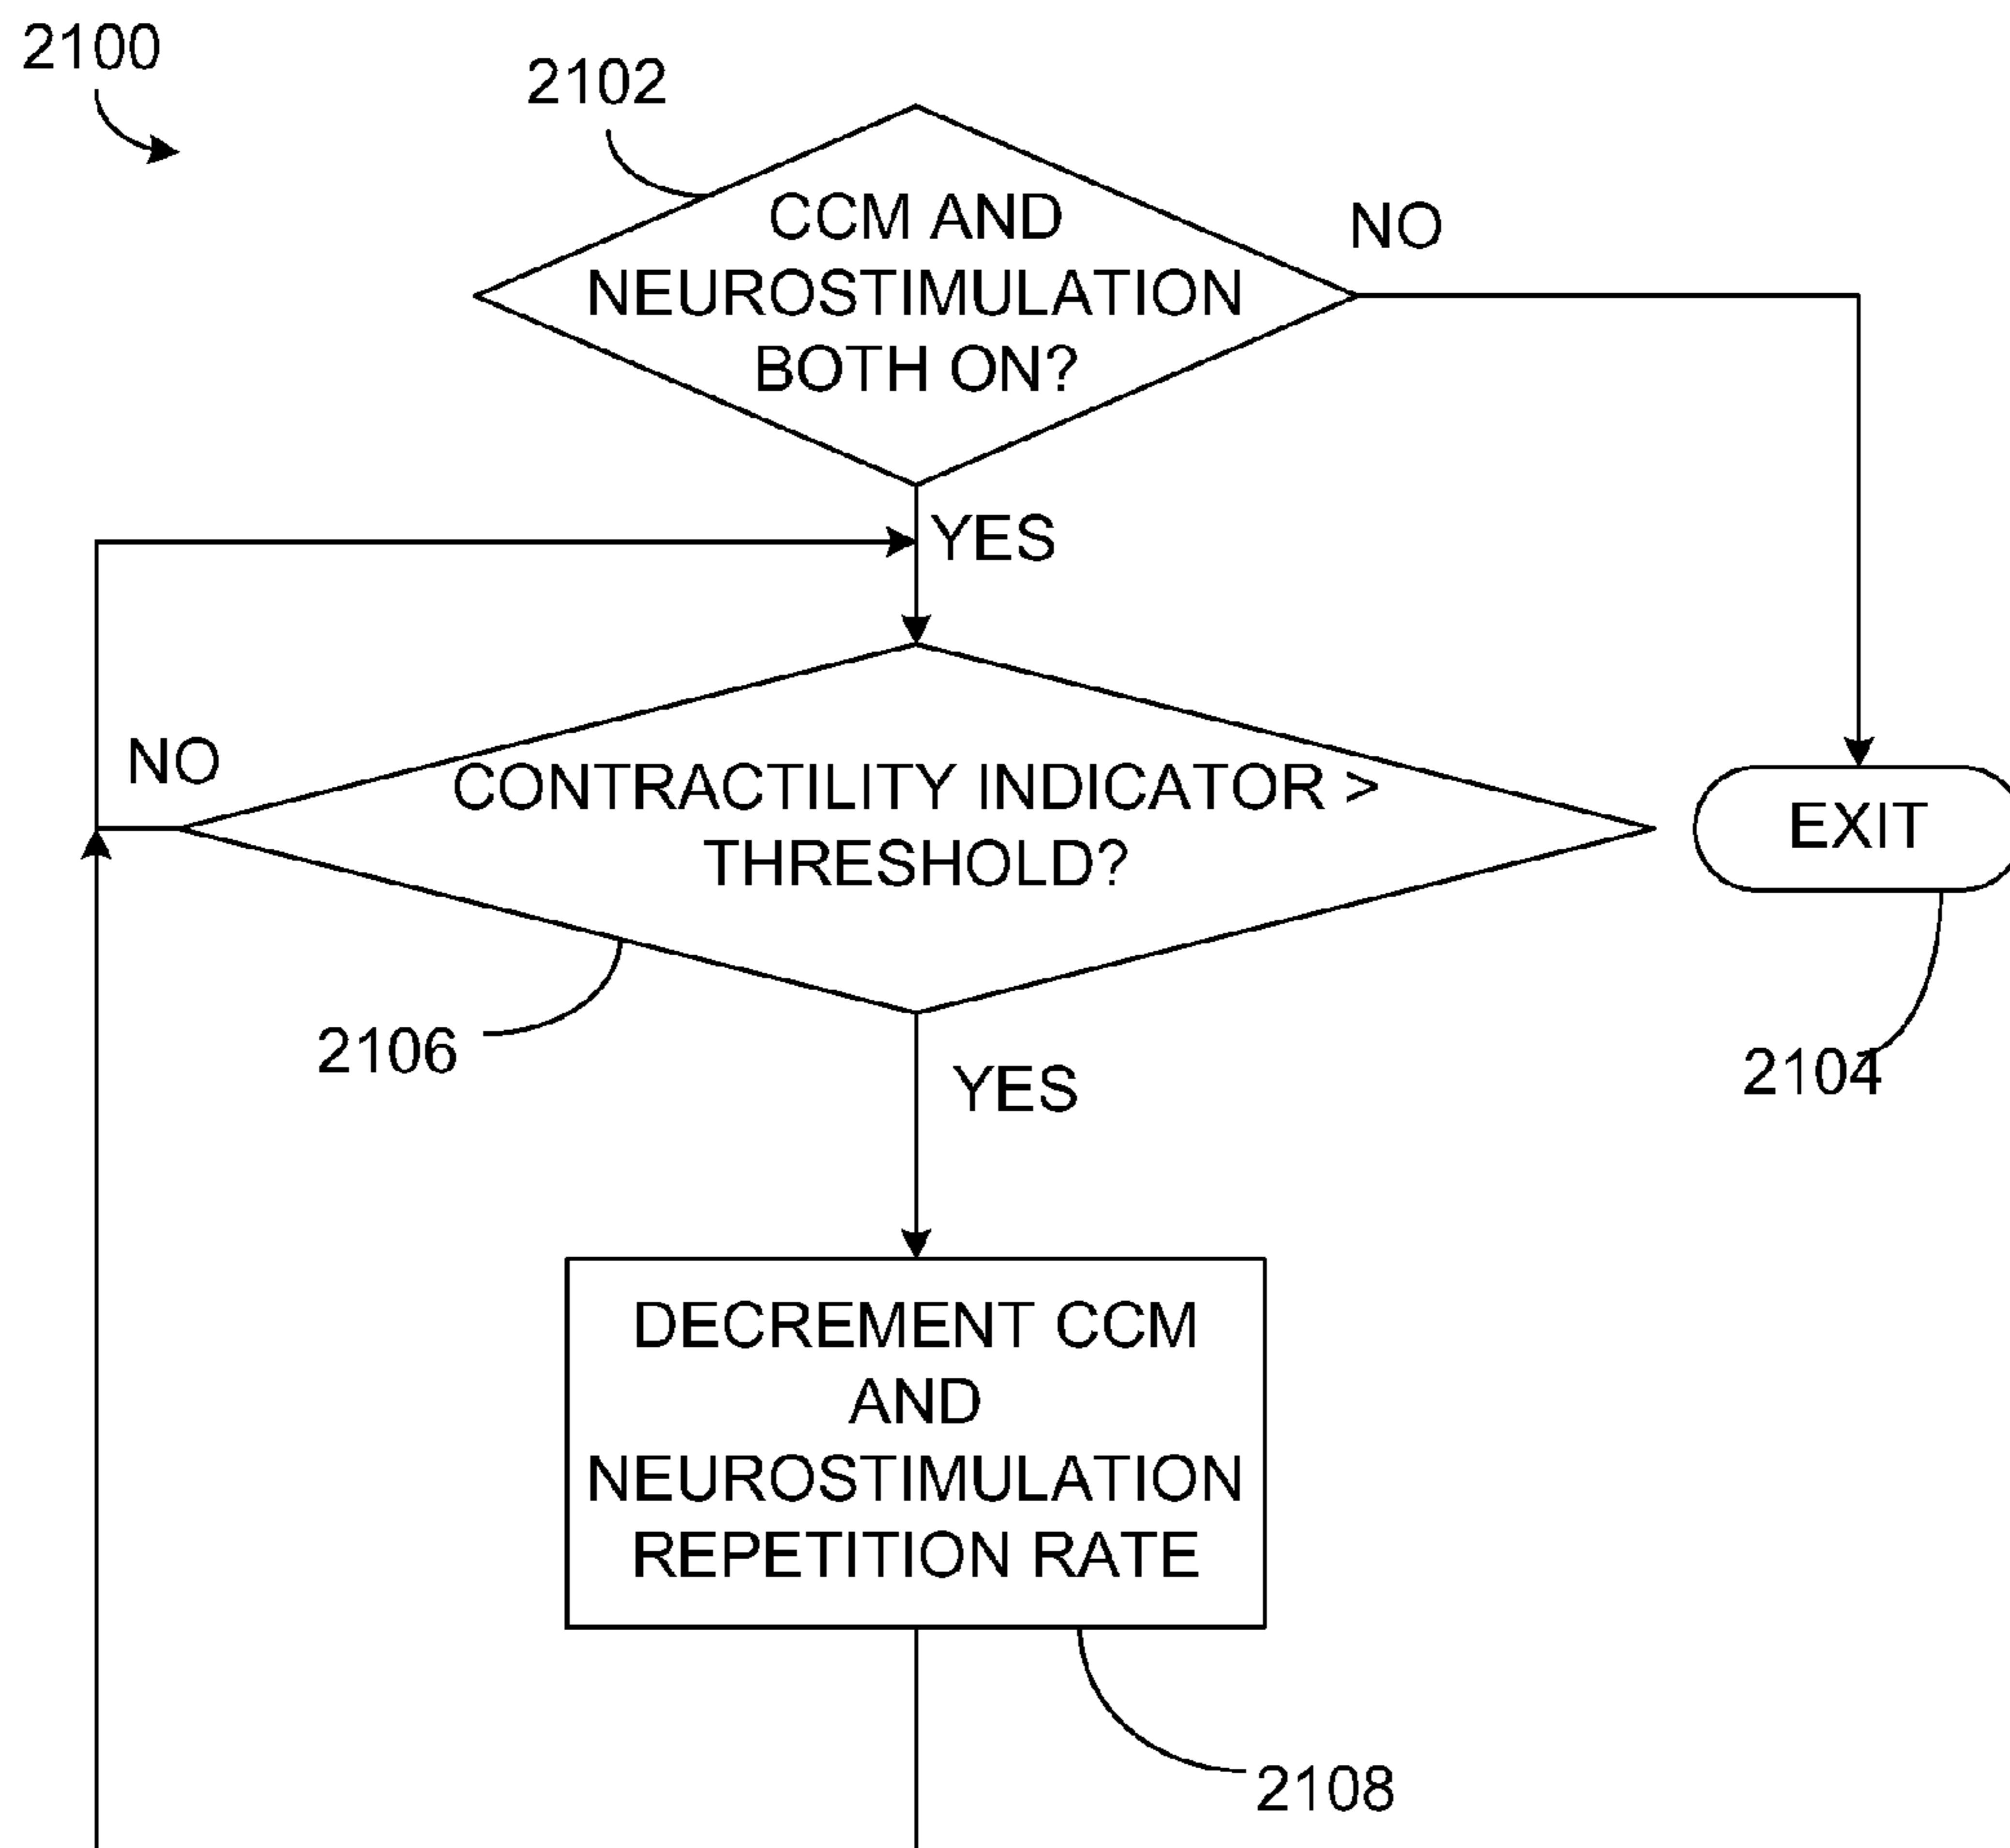 2100
2102
CCM AND
NEUROSTIMULATION
BOTH ON?
NO
YES
NO
CONTRACTILITY INDICATOR >
THRESHOLD?
EXIT
2106
2104
YES
DECREMENT CCM
AND
NEUROSTIMULATION
REPETITION RATE
2108